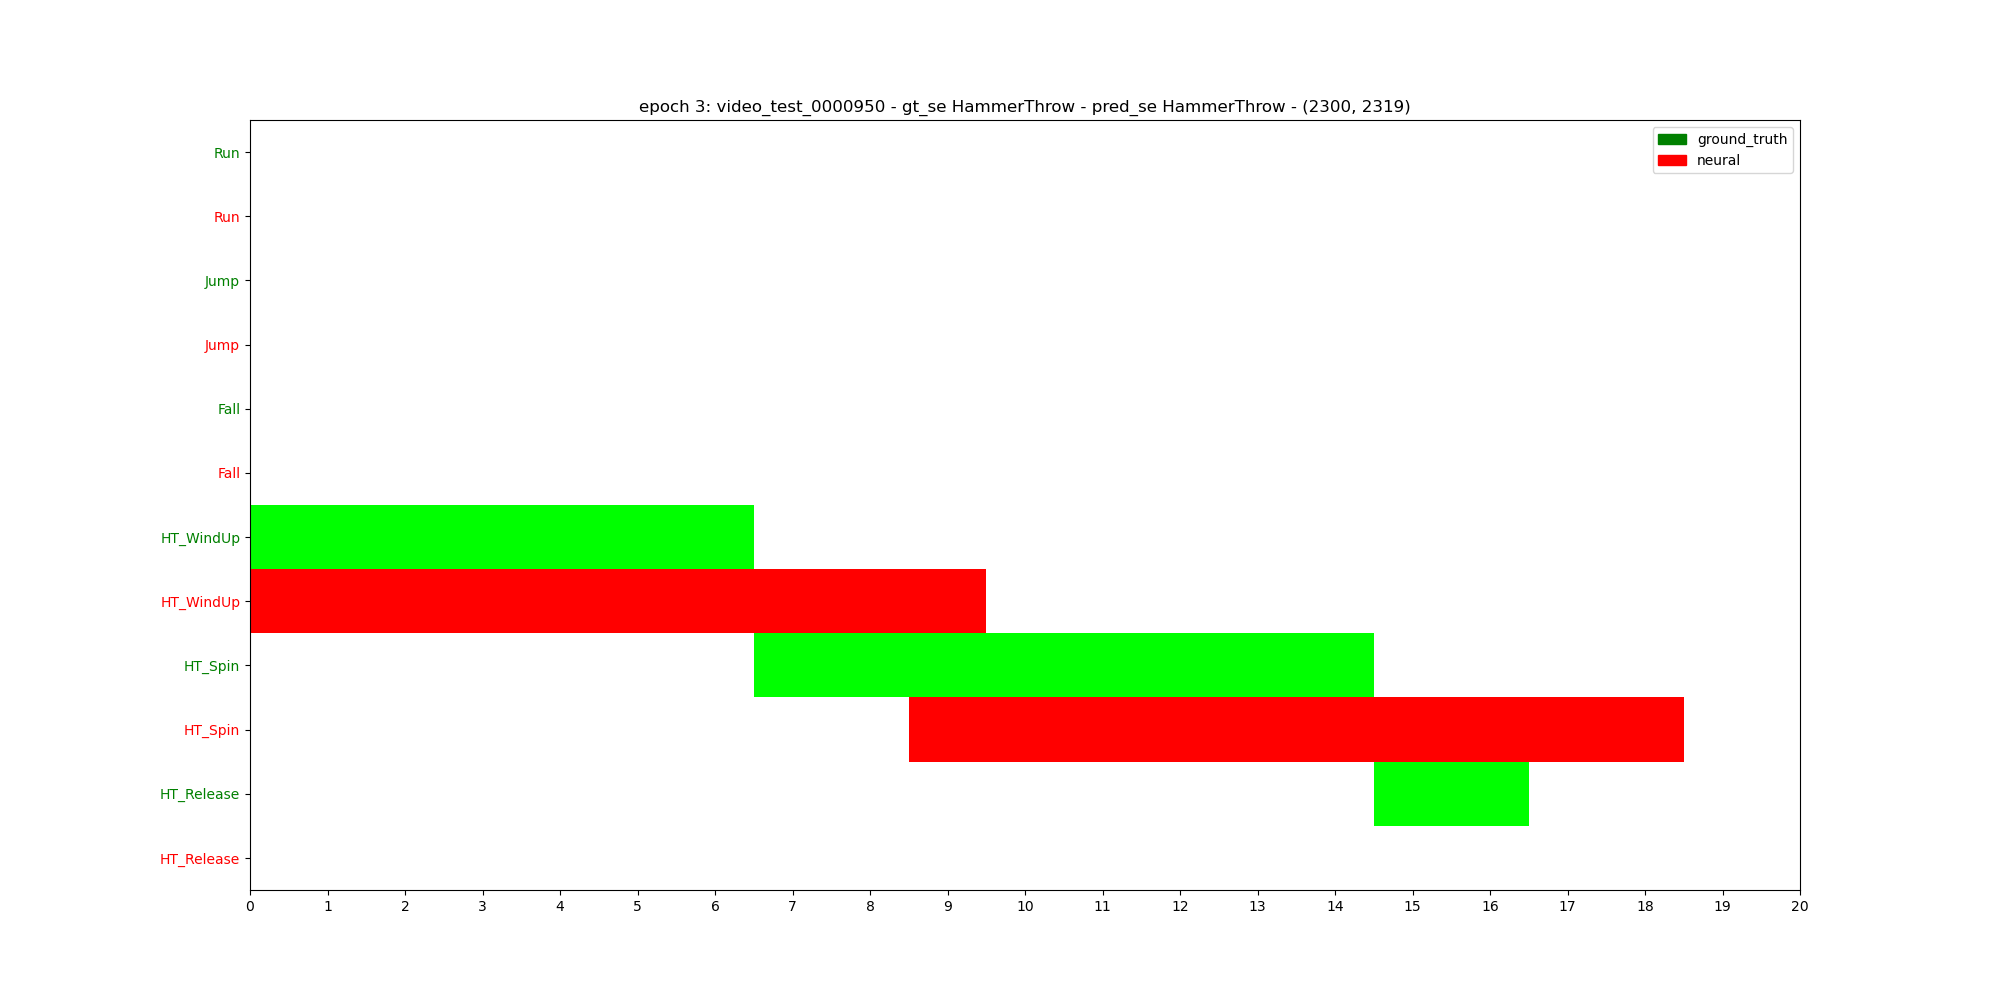 epoch 3: video_test_0000950 - gt_se HammerThrow - pred_se HammerThrow - (2300, 2319)
ground_truth
neural
Run
Run
Jump
Jump
Fall
Fall
HT_WindUp
HT_WindUp
HT_Spin
HT_Spin
HT_Release
HT_Release
0 1 2 3 4 5 6 7 8 9 10 11 12 13 14 15 16 17 18 19 20